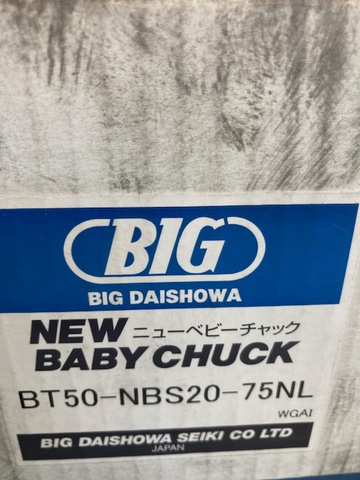 BIG
BIG DAISHOWA
NEW ニューベビーチャック
BABY CHUCK
BT50-NBS20-75NL
WGAI
BIG DAISHOWA SEIKI CO LTD
JAPAN